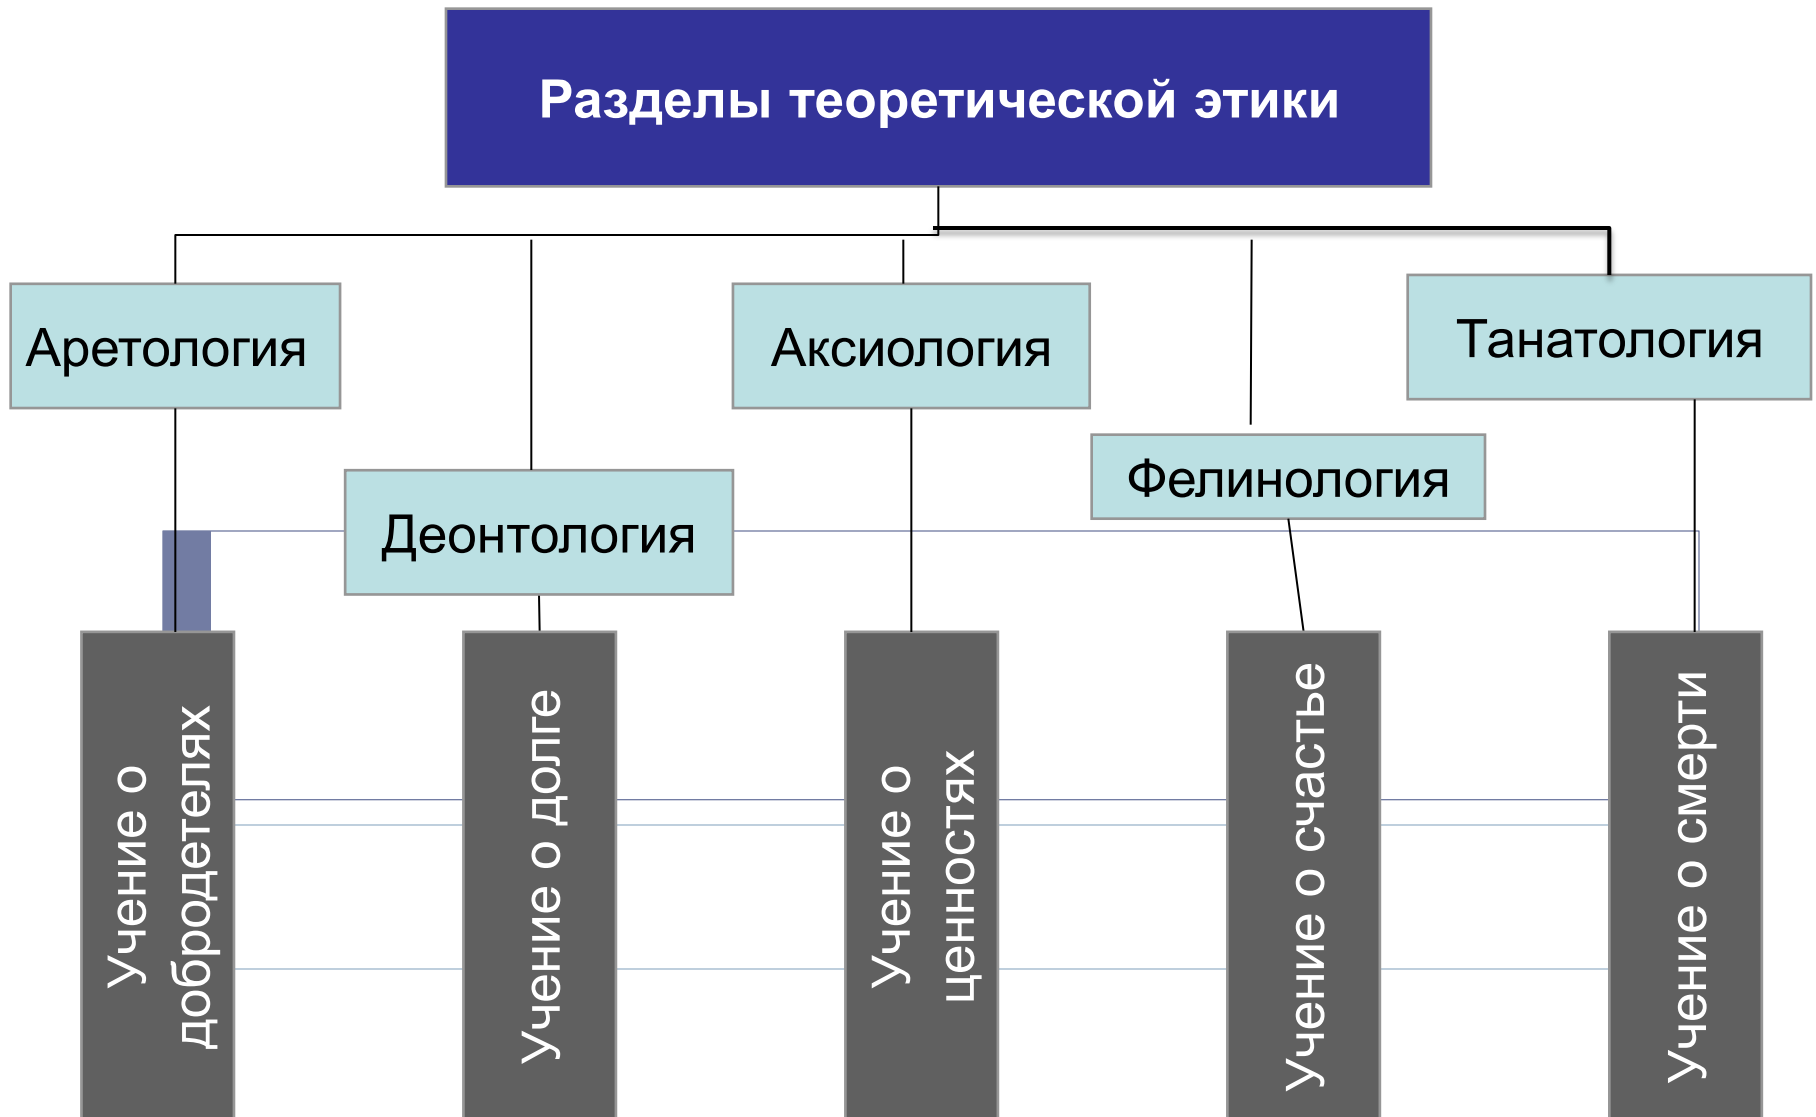 Разделы теоретической этики
Аретология
Аксиология
Танатология
Фелинология
Деонтология
Учение о
добродетелях
Учение о долге
Учение о
ценностях
Учение о счастье
Учение о смерти